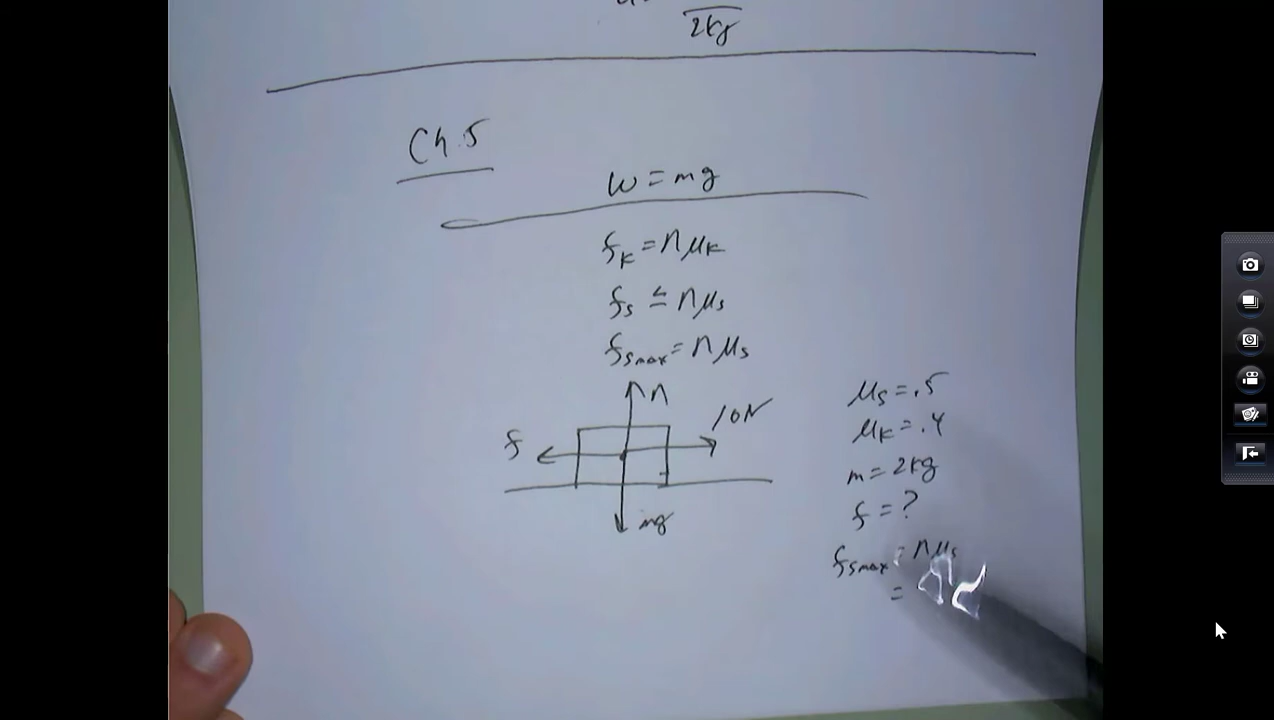 2kg
Ch.5
w = mg
fk = nμk
fs ≤ nμs
fsmax = nμs
n
10N
f
mg
μs = .5
μk = .4
m = 2kg
f = ?
fsmax = nμs
=